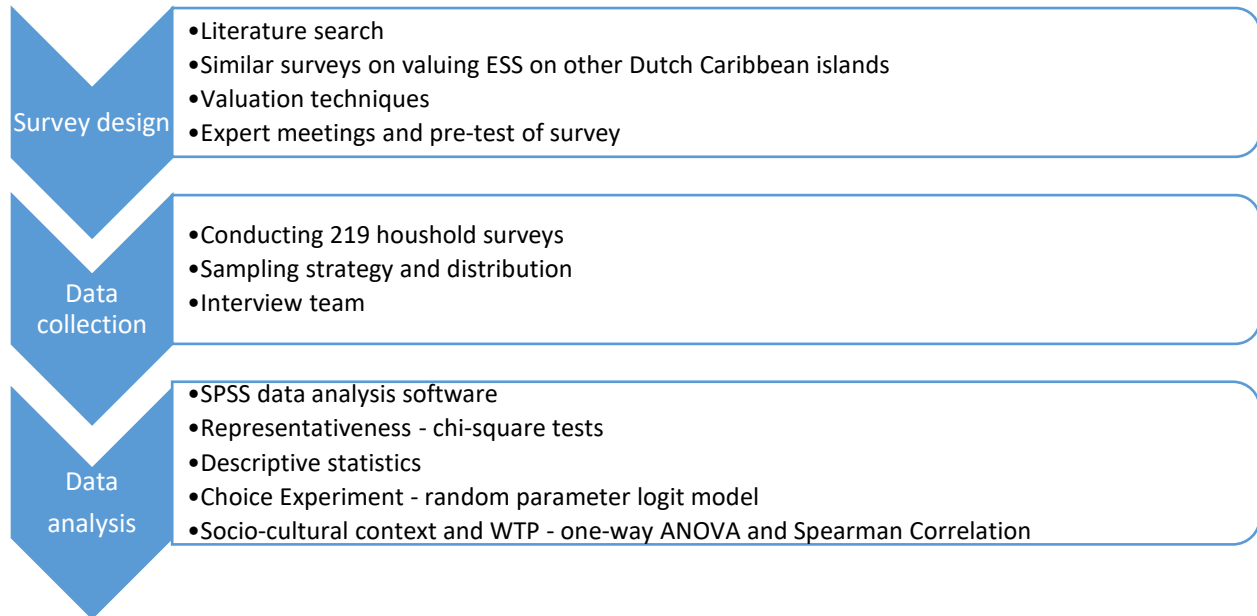 Survey design
•Literature search
•Similar surveys on valuing ESS on other Dutch Caribbean islands
•Valuation techniques
•Expert meetings and pre-test of survey
Data
collection
•Conducting 219 houshold surveys
•Sampling strategy and distribution
•Interview team
Data
analysis
•SPSS data analysis software
•Representativeness - chi-square tests
•Descriptive statistics
•Choice Experiment - random parameter logit model
•Socio-cultural context and WTP - one-way ANOVA and Spearman Correlation